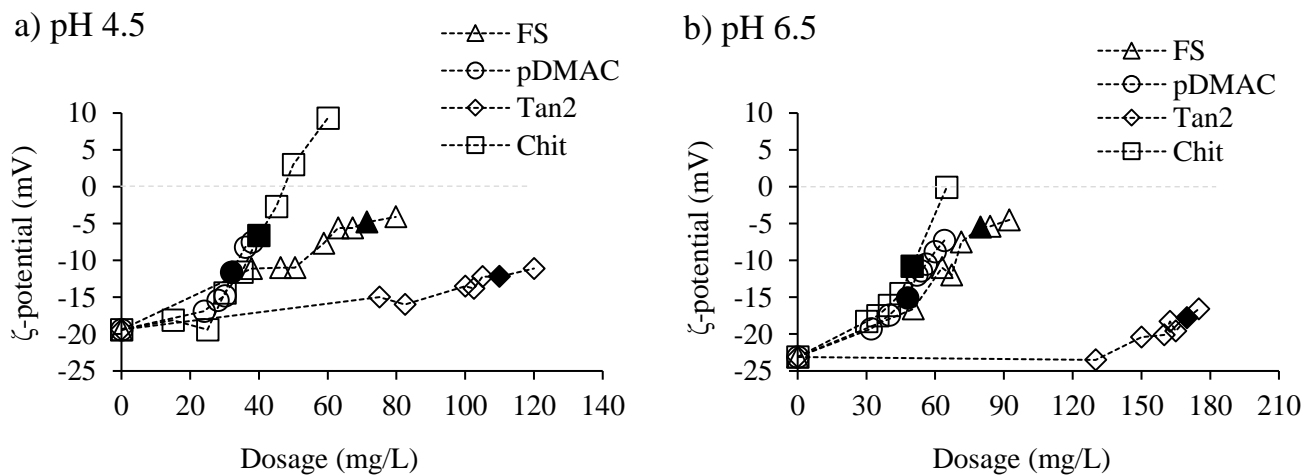 a) pH 4.5
FS
pDMAC
Tan2
Chit
10
5
0
-5
-10
-15
-20
-25
ζ-potential (mV)
0 20 40 60 80 100 120 140
Dosage (mg/L)
b) pH 6.5
FS
pDMAC
Tan2
Chit
10
5
0
-5
-10
-15
-20
-25
ζ-potential (mV)
0 30 60 90 120 150 180 210
Dosage (mg/L)